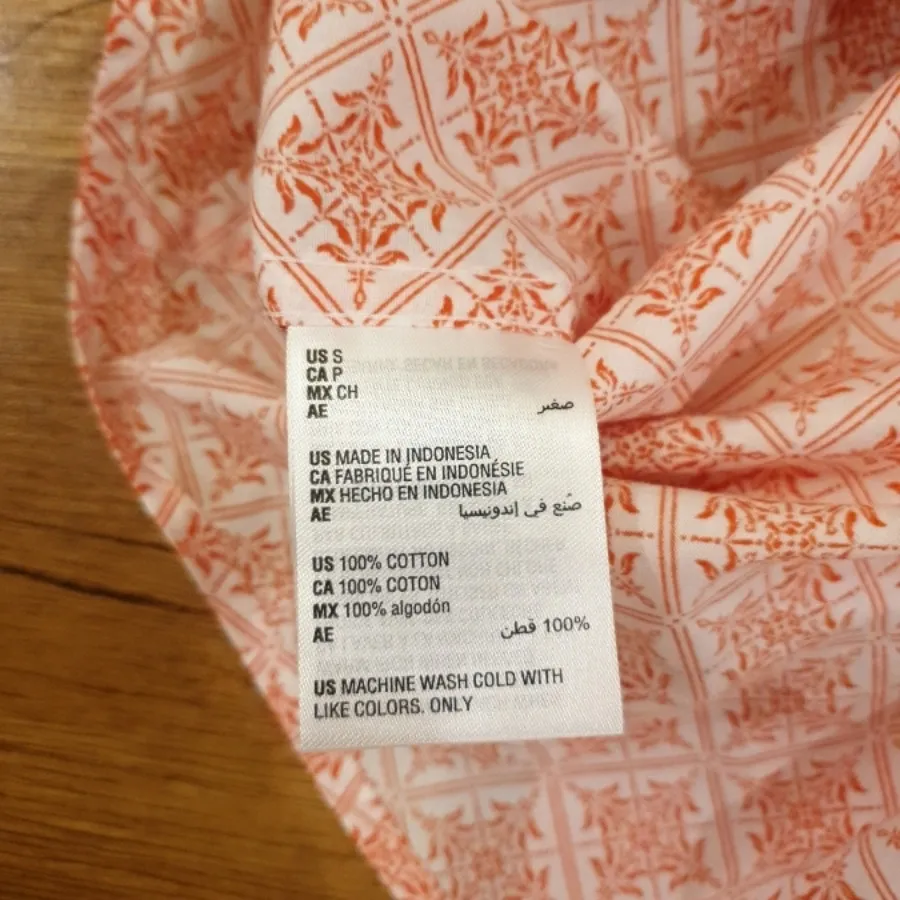 US S
CA P
MX CH
AE صغير
US MADE IN INDONESIA
CA FABRIQUÉ EN INDONÉSIE
MX HECHO EN INDONESIA
AE صُنع في إندونيسيا
US 100% COTTON
CA 100% COTON
MX 100% algodón
AE 100% قطن
US MACHINE WASH COLD WITH
LIKE COLORS. ONLY